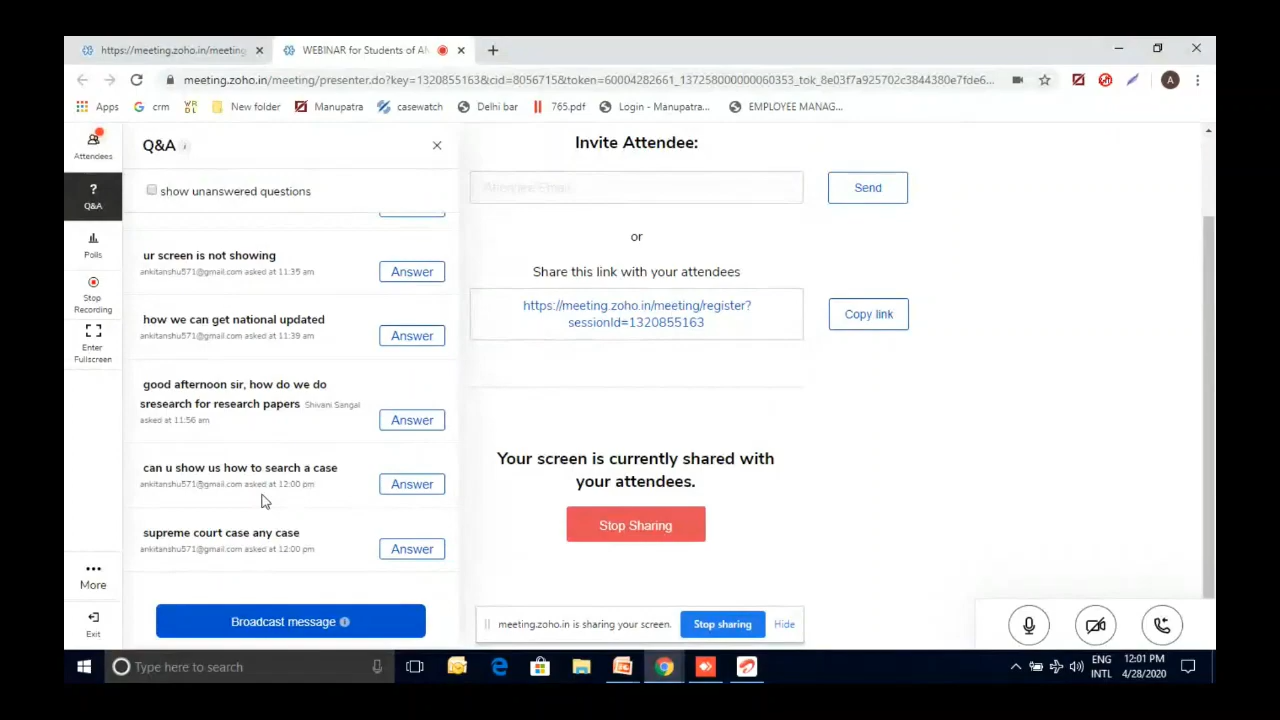 https://meeting.zoho.in/meeting
WEBINAR for Students of AM
meeting.zoho.in/meeting/presenter.do?key=1320855163&cid=8056715&token=60004282661_137258000000060353_tok_8e03f7a925702c3844380e7fde6...
A
Apps
crm
New folder
Manupatra
casewatch
Delhi bar
765.pdf
Login - Manupatra...
EMPLOYEE MANAG...
Attendees
Q&A
Polls
Stop
Recording
Enter
Fullscreen
More
Exit
Q&A
show unanswered questions
ur screen is not showing
ankitanshu571@gmail.com asked at 11:35 am
Answer
how we can get national updated
ankitanshu571@gmail.com asked at 11:39 am
Answer
good afternoon sir, how do we do
sresearch for research papers Shivani Sangal
asked at 11:56 am
Answer
can u show us how to search a case
ankitanshu571@gmail.com asked at 12:00 pm
Answer
supreme court case any case
ankitanshu571@gmail.com asked at 12:00 pm
Answer
Broadcast message
Invite Attendee:
Attendee Email
Send
or
Share this link with your attendees
https://meeting.zoho.in/meeting/register?
sessionId=1320855163
Copy link
Your screen is currently shared with
your attendees.
Stop Sharing
meeting.zoho.in is sharing your screen.
Stop sharing
Hide
Type here to search
ENG
INTL
12:01 PM
4/28/2020